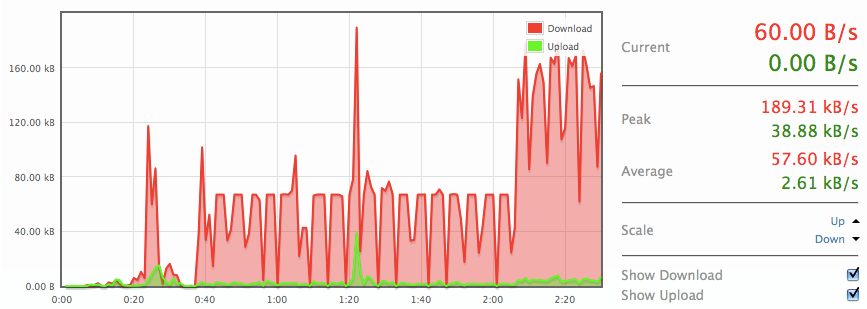 Download
Upload
160.00 kB
120.00 kB
80.00 kB
40.00 kB
0.00 B
0:00 0:20 0:40 1:00 1:20 1:40 2:00 2:20
Current
60.00 B/s
0.00 B/s
Peak
189.31 kB/s
38.88 kB/s
Average
57.60 kB/s
2.61 kB/s
Scale
Up
Down
Show Download
Show Upload